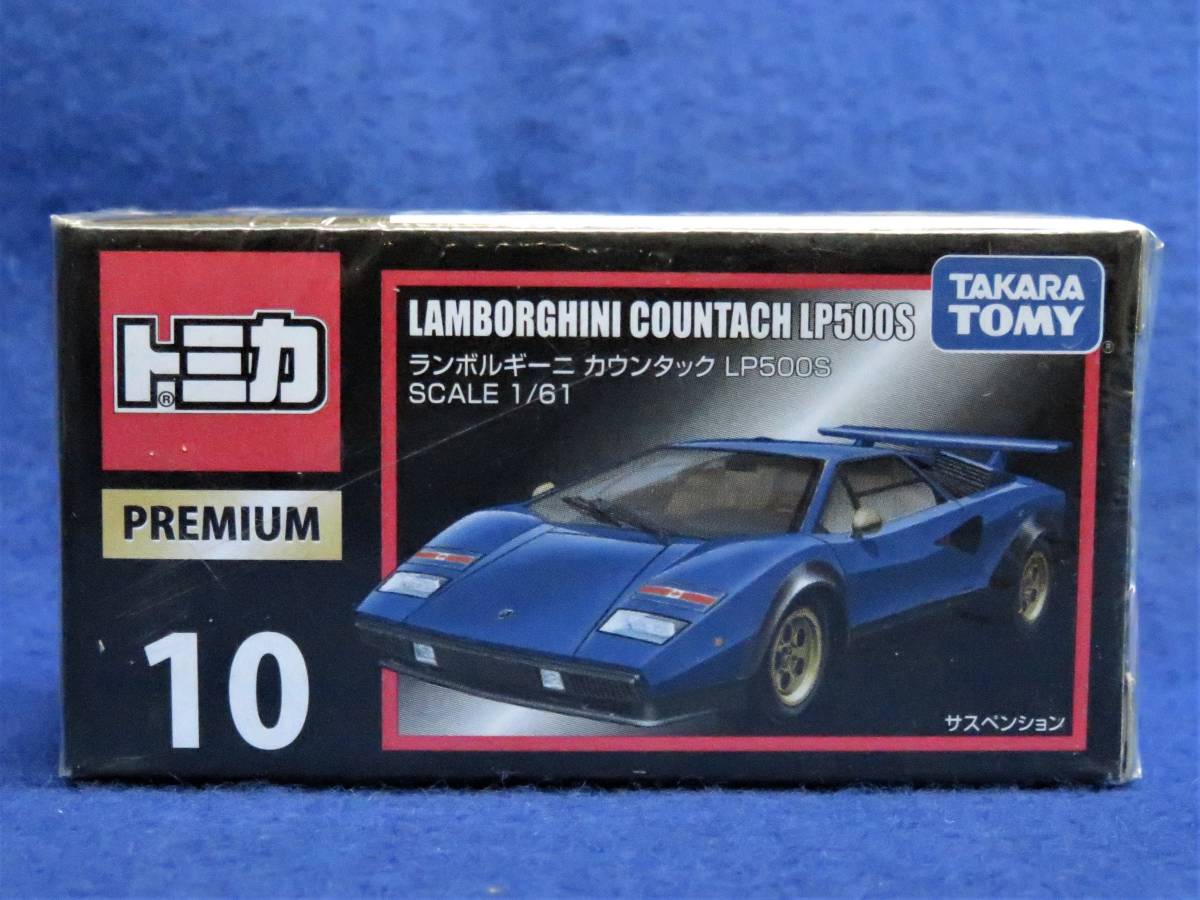 トミカ®
PREMIUM
10
LAMBORGHINI COUNTACH LP500S
ランボルギーニ カウンタック LP500S
SCALE 1/61
TAKARA
TOMY
®
サスペンション